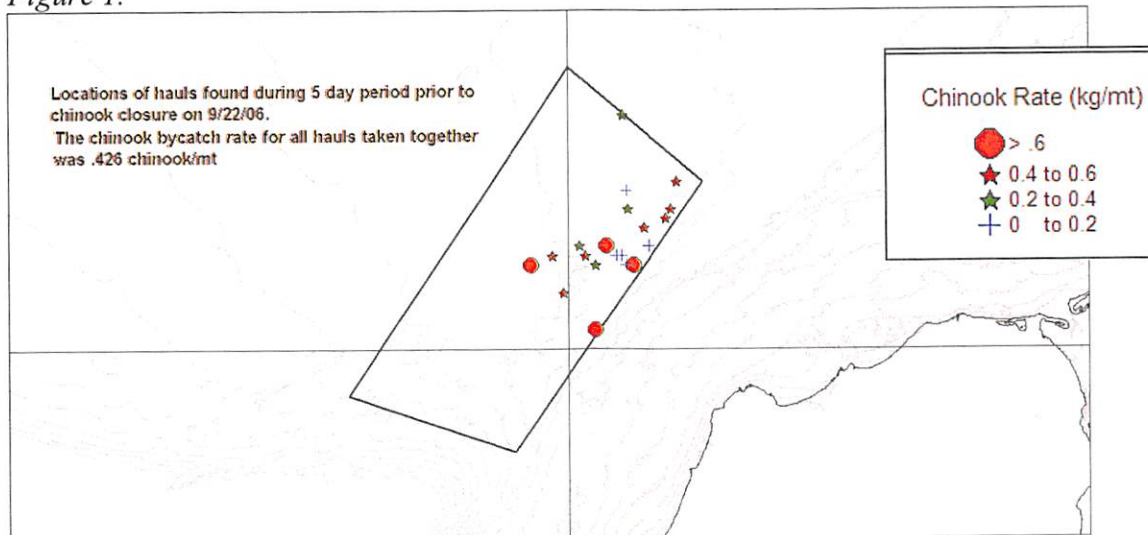 Figure 1.
Locations of hauls found during 5 day period prior to
chinook closure on 9/22/06.
The chinook bycatch rate for all hauls taken together
was .426 chinook/mt
Chinook Rate (kg/mt)
> .6
0.4 to 0.6
0.2 to 0.4
0 to 0.2